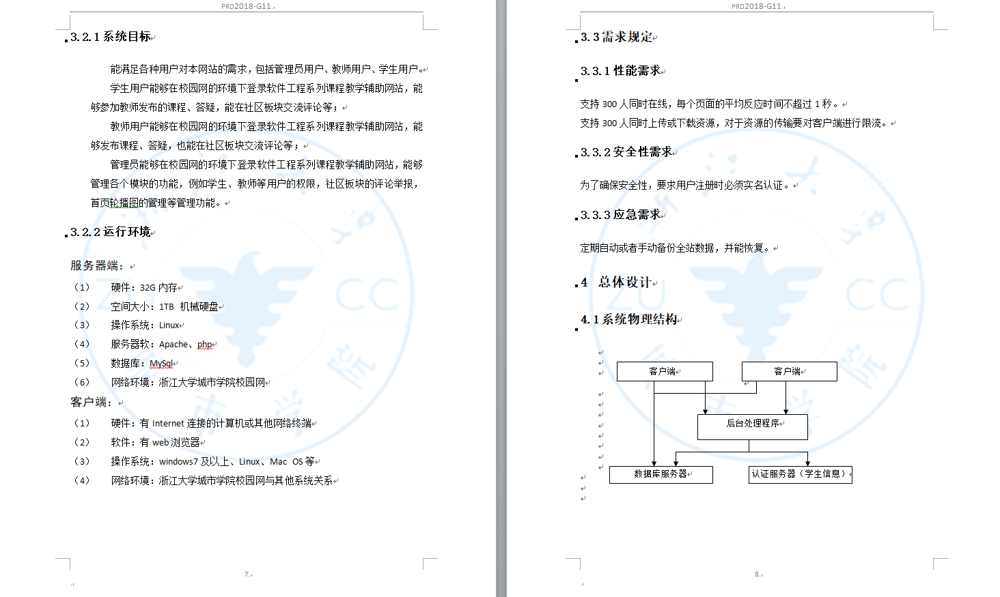 PRD2018-G11.
3.2.1 系统目标
能满足各种用户对本网站的需求，包括管理员用户、教师用户、学生用户。
学生用户能够在校园网的环境下登录软件工程系列课程教学辅助网站，能
够参加教师发布的课程、答疑，能在社区板块交流评论等；
教师用户能够在校园网的环境下登录软件工程系列课程教学辅助网站，能
够发布课程、答疑，也能在社区板块交流评论等；
管理员能够在校园网的环境下登录软件工程系列课程教学辅助网站，能够
管理各个模块的功能，例如学生、教师等用户的权限，社区板块的评论举报，
首页轮播图的管理等管理功能。
3.2.2 运行环境
服务器端：
（1） 硬件：32G 内存
（2） 空间大小：1TB 机械硬盘
（3） 操作系统：Linux
（4） 服务器软：Apache、php
（5） 数据库：MySql
（6） 网络环境：浙江大学城市学院校园网
客户端：
（1） 硬件：有 Internet 连接的计算机或其他网络终端
（2） 软件：有 web 浏览器
（3） 操作系统：windows7 及以上、Linux、Mac OS 等
（4） 网络环境：浙江大学城市学院校园网与其他系统关系
ZU CC
浙江大学
城市学院
7.
PRD2018-G11.
3.3 需求规定
3.3.1 性能需求
支持 300 人同时在线，每个页面的平均反应时间不超过 1 秒。
支持 300 人同时上传或下载资源，对于资源的传输要对客户端进行限流。
3.3.2 安全性需求
为了确保安全性，要求用户注册时必须实名认证。
3.3.3 应急需求
定期自动或者手动备份全站数据，并能恢复。
4 总体设计
4.1 系统物理结构
客户端 客户端
后台处理程序
数据库服务器 认证服务器（学生信息）
ZU CC
浙江大学
城市学院
8.